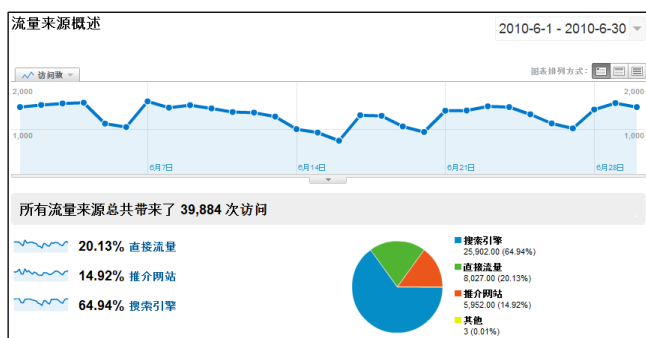 流量来源概述
2010-6-1 - 2010-6-30
图表排列方式:
访问数
2,000
2,000
1,000
1,000
6月7日
6月14日
6月21日
6月28日
所有流量来源总共带来了 39,884 次访问
20.13% 直接流量
14.92% 推介网站
64.94% 搜索引擎
搜索引擎
25,902.00 (64.94%)
直接流量
8,027.00 (20.13%)
推介网站
5,952.00 (14.92%)
其他
3 (0.01%)